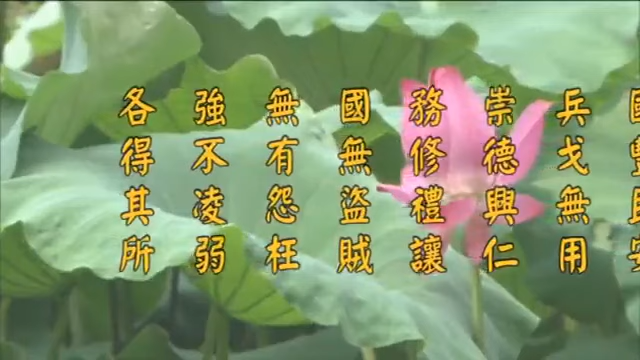 兵戈無用
崇德興仁
務修禮讓
國無盜賊
無有怨枉
強不凌弱
各得其所